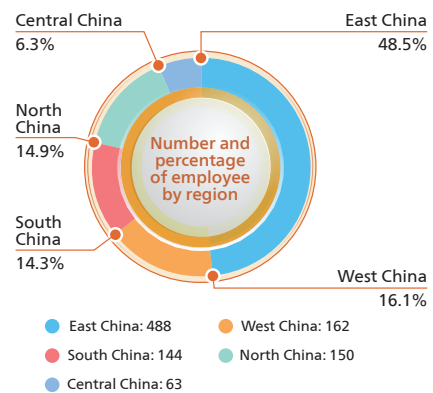 Central China
6.3%
East China
48.5%
North
China
14.9%
Number and
percentage
of employee
by region
South
China
14.3%
West China
16.1%
East China: 488
West China: 162
South China: 144
North China: 150
Central China: 63